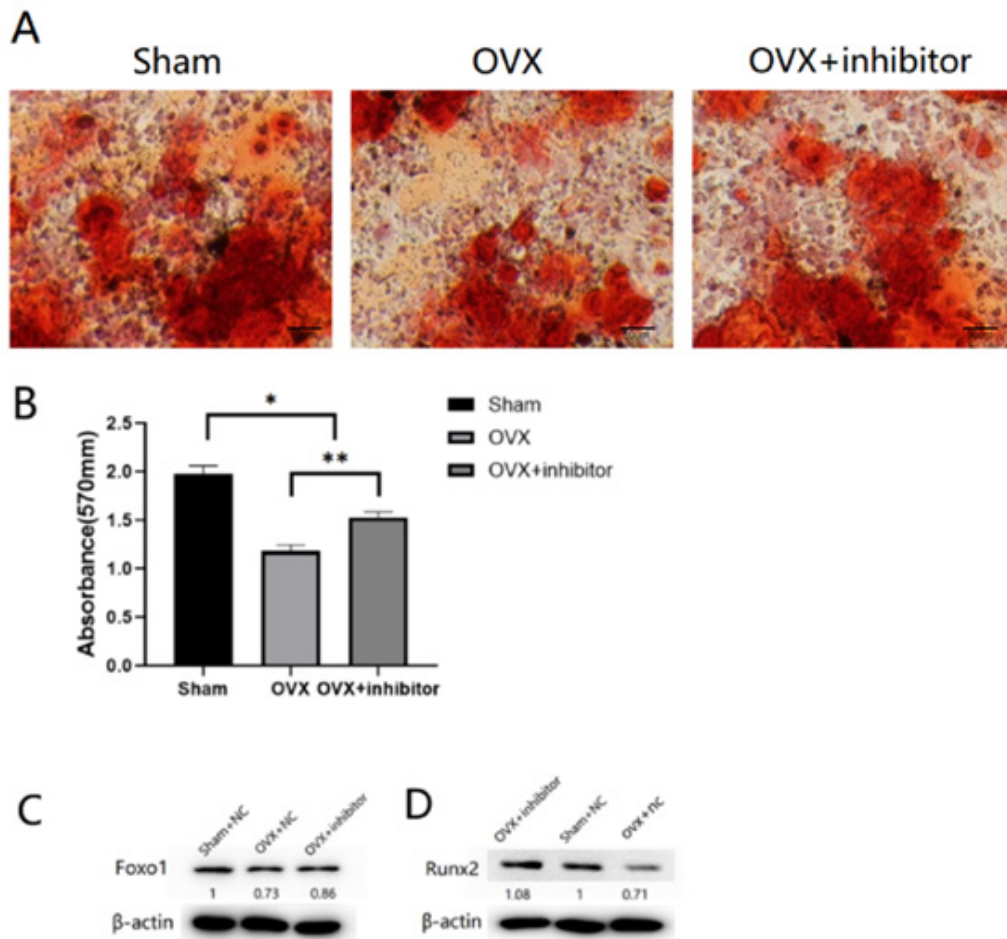 A
Sham OVX OVX+inhibitor
B
* **
Sham
OVX
OVX+inhibitor
Absorbance(570mm)
2.5
2.0
1.5
1.0
0.5
0.0
Sham OVX OVX+inhibitor
C
Sham+NC OVX+NC OVX+inhibitor
Foxo1
1 0.73 0.86
β-actin
D
OVX+inhibitor Sham+NC ovx+nc
Runx2
1.08 1 0.71
β-actin